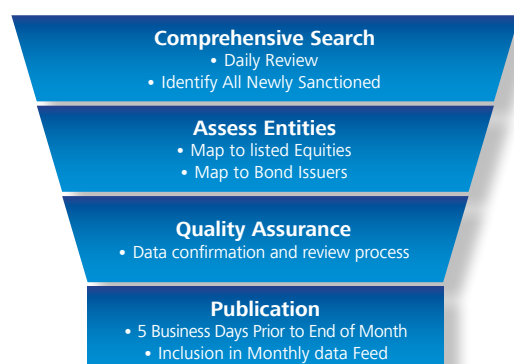 Comprehensive Search
• Daily Review
• Identify All Newly Sanctioned
Assess Entities
• Map to listed Equities
• Map to Bond Issuers
Quality Assurance
• Data confirmation and review process
Publication
• 5 Business Days Prior to End of Month
• Inclusion in Monthly data Feed